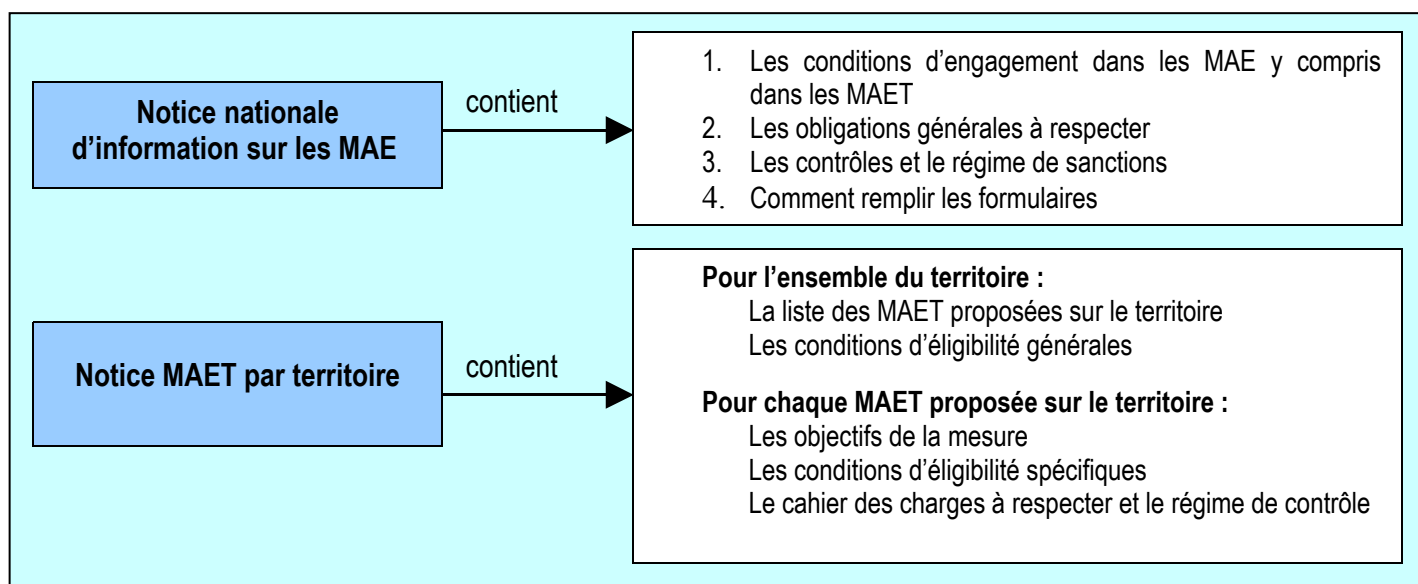 Notice nationale
d'information sur les MAE
contient
1. Les conditions d'engagement dans les MAE y compris
dans les MAET
2. Les obligations générales à respecter
3. Les contrôles et le régime de sanctions
4. Comment remplir les formulaires
Notice MAET par territoire
contient
Pour l'ensemble du territoire :
La liste des MAET proposées sur le territoire
Les conditions d'éligibilité générales
Pour chaque MAET proposée sur le territoire :
Les objectifs de la mesure
Les conditions d'éligibilité spécifiques
Le cahier des charges à respecter et le régime de contrôle